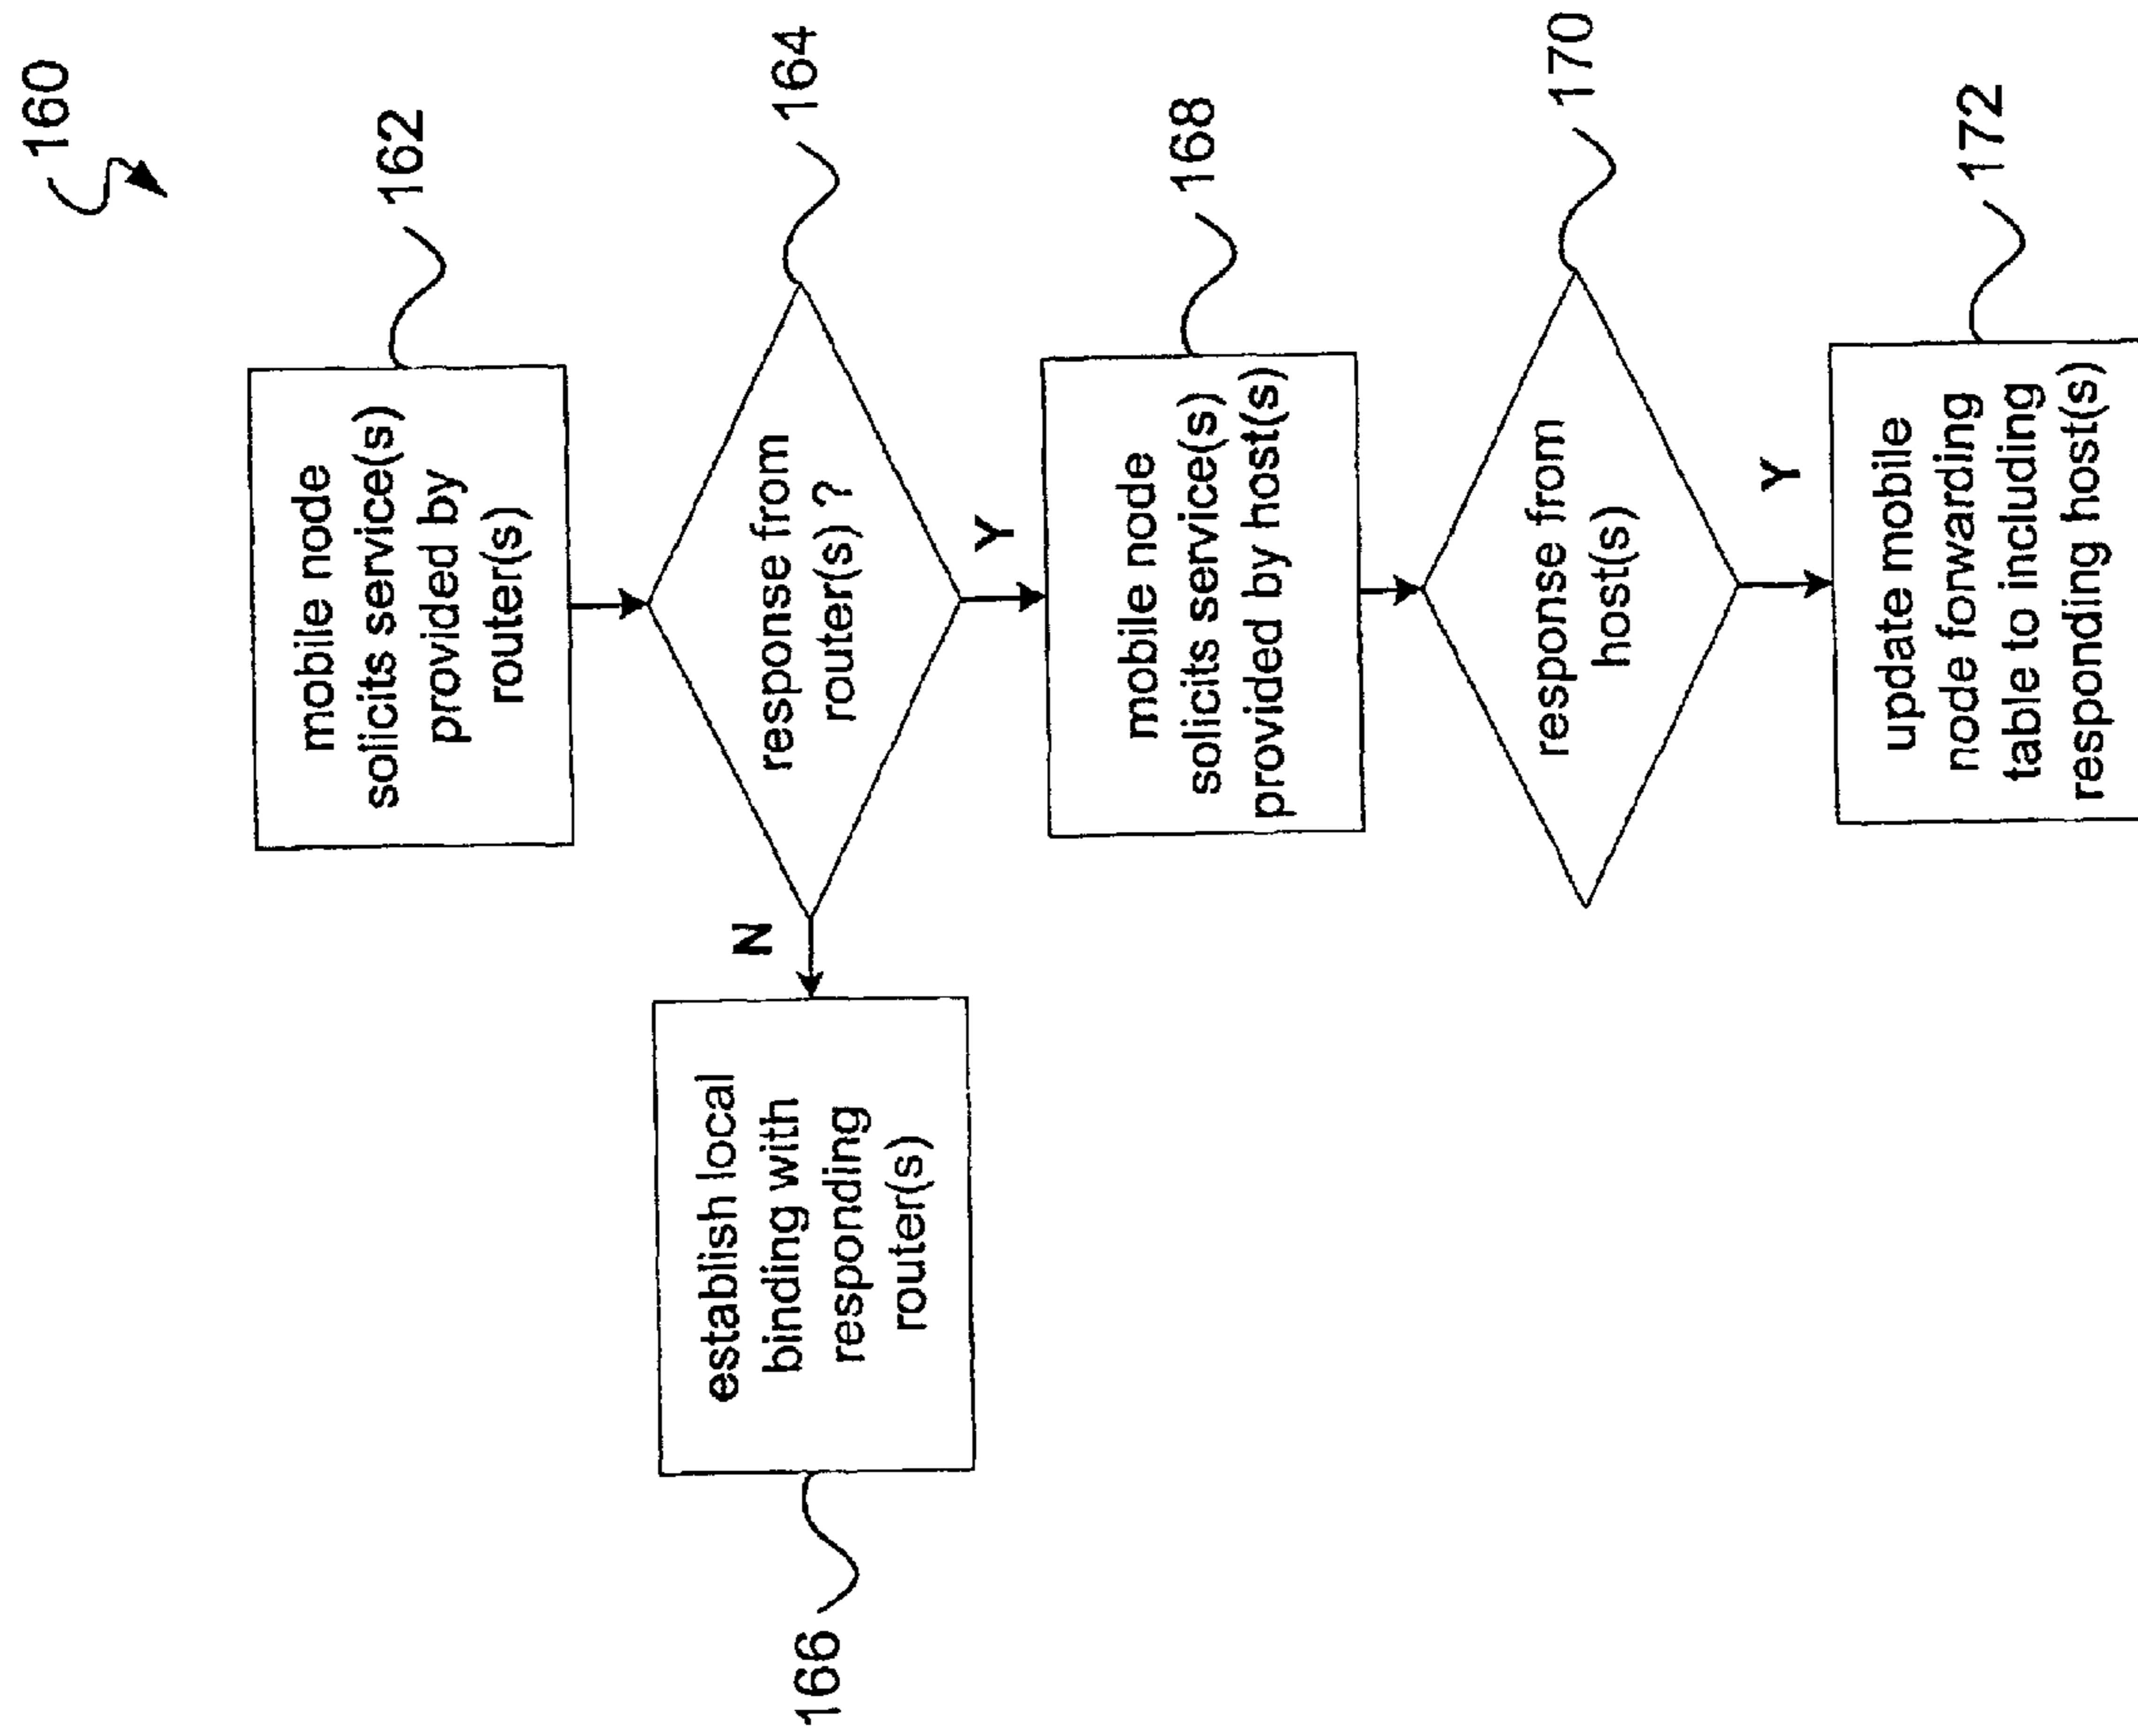 160
mobile node
solicits service(s)
provided by
router(s)
162
response from
router(s) ?
164
N
establish local
binding with
responding
router(s)
166
Y
mobile node
solicits service(s)
provided by host(s)
168
response from
host(s)
170
Y
update mobile
node forwarding
table to including
responding host(s)
172